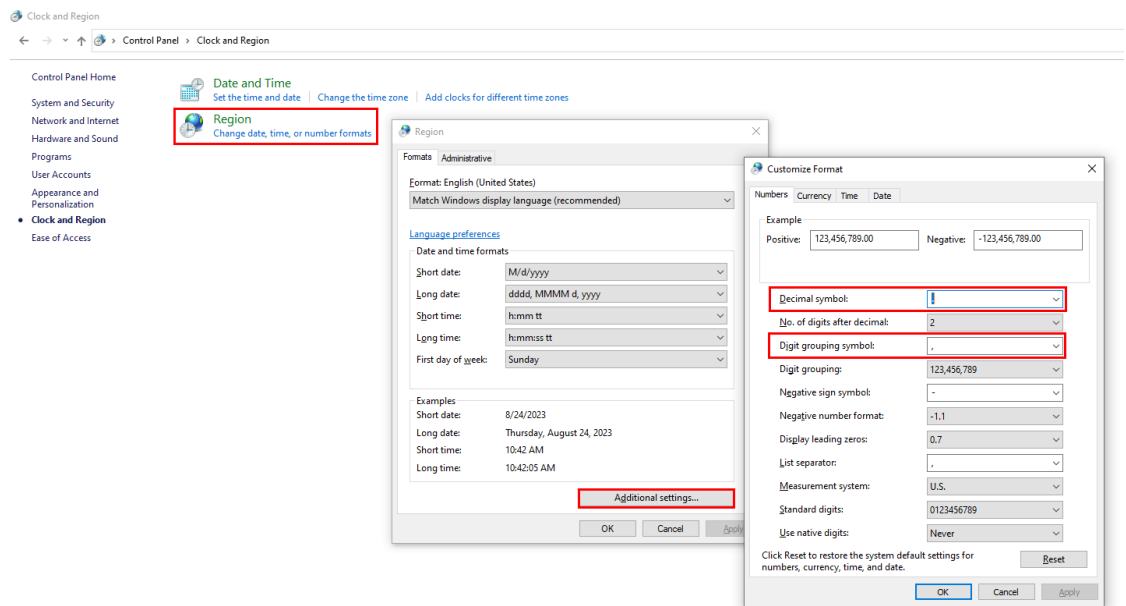 Clock and Region
Control Panel > Clock and Region
Control Panel Home
System and Security
Network and Internet
Hardware and Sound
Programs
User Accounts
Appearance and
Personalization
Clock and Region
Ease of Access
Date and Time
Set the time and date | Change the time zone | Add clocks for different time zones
Region
Change date, time, or number formats
Region
Formats Administrative
Format: English (United States)
Match Windows display language (recommended)
Language preferences
Date and time formats
Short date: M/d/yyyy
Long date: dddd, MMMM d, yyyy
Short time: h:mm tt
Long time: h:mm:ss tt
First day of week: Sunday
Examples
Short date: 8/24/2023
Long date: Thursday, August 24, 2023
Short time: 10:42 AM
Long time: 10:42:05 AM
Additional settings...
OK Cancel Apply
Customize Format
Numbers Currency Time Date
Example
Positive: 123,456,789.00 Negative: -123,456,789.00
Decimal symbol: .
No. of digits after decimal: 2
Digit grouping symbol: ,
Digit grouping: 123,456,789
Negative sign symbol: -
Negative number format: -1.1
Display leading zeros: 0.7
List separator: ,
Measurement system: U.S.
Standard digits: 0123456789
Use native digits: Never
Click Reset to restore the system default settings for
numbers, currency, time, and date.
Reset
OK Cancel Apply